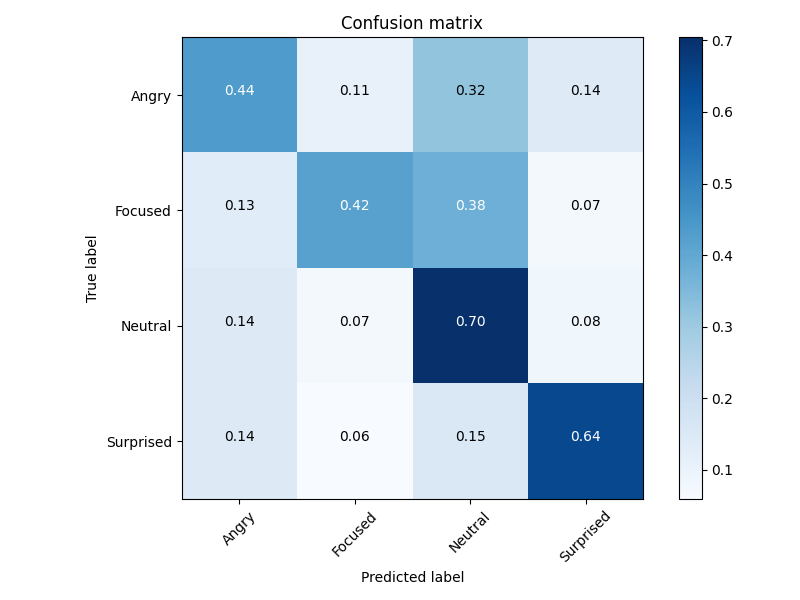 Confusion matrix
Angry 0.44 0.11 0.32 0.14
Focused 0.13 0.42 0.38 0.07
Neutral 0.14 0.07 0.70 0.08
Surprised 0.14 0.06 0.15 0.64
Angry Focused Neutral Surprised
Predicted label
True label
0.7
0.6
0.5
0.4
0.3
0.2
0.1